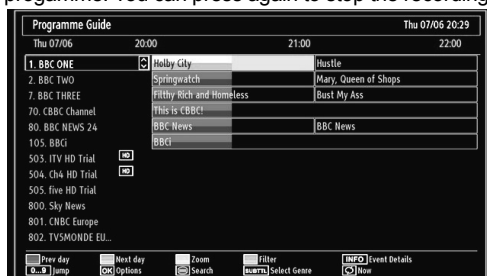 progamme. You can press again to stop the recording
Programme Guide Thu 07/06 20:29
Thu 07/06 20:00 21:00 22:00
1. BBC ONE Holby City Hustle
2. BBC TWO Springwatch Mary, Queen of Shops
7. BBC THREE Filthy Rich and Homeless Bust My Ass
70. CBBC Channel This is CBBC!
80. BBC NEWS 24 BBC News BBC News
105. BBCi BBCi
503. ITV HD Trial HD
504. Ch4 HD Trial HD
505. five HD Trial
800. Sky News
801. CNBC Europe
802. TV5MONDE EU...
Prev day Next day Zoom Filter INFO Event Details
0...9 Jump OK Options Search SUBTTL Select Genre Now